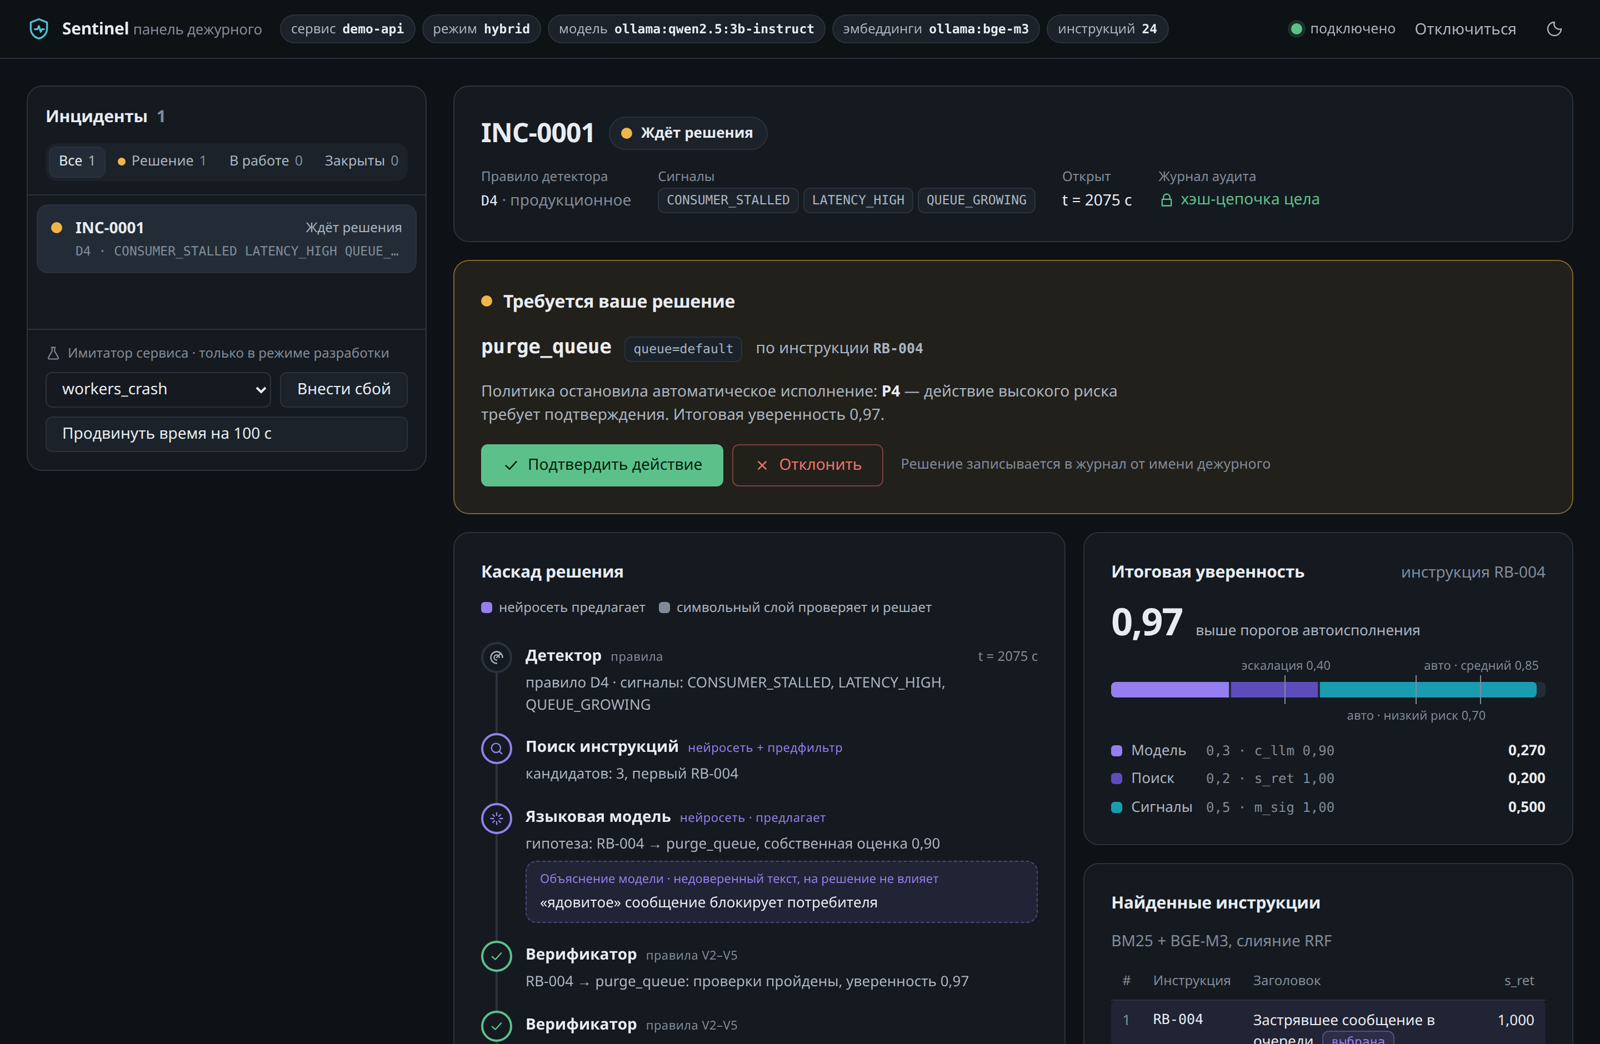 Sentinel панель дежурного
сервис demo-api
режим hybrid
модель ollama:qwen2.5:3b-instruct
эмбеддинги ollama:bge-m3
инструкций 24
подключено
Отключиться
Инциденты 1
Все 1
Решение 1
В работе 0
Закрыты 0
INC-0001
Ждёт решения
D4 · CONSUMER_STALLED LATENCY_HIGH QUEUE_…
Имитатор сервиса · только в режиме разработки
workers_crash
Внести сбой
Продвинуть время на 100 с
INC-0001
Ждёт решения
Правило детектора
D4 · продукционное
Сигналы
CONSUMER_STALLED
LATENCY_HIGH
QUEUE_GROWING
Открыт
t = 2075 с
Журнал аудита
хэш-цепочка цела
Требуется ваше решение
purge_queue
queue=default
по инструкции RB-004
Политика остановила автоматическое исполнение: P4 — действие высокого риска
требует подтверждения. Итоговая уверенность 0,97.
Подтвердить действие
Отклонить
Решение записывается в журнал от имени дежурного
Каскад решения
нейросеть предлагает
символьный слой проверяет и решает
Детектор правила
t = 2075 с
правило D4 · сигналы: CONSUMER_STALLED, LATENCY_HIGH,
QUEUE_GROWING
Поиск инструкций нейросеть + предфильтр
кандидатов: 3, первый RB-004
Языковая модель нейросеть · предлагает
гипотеза: RB-004 → purge_queue, собственная оценка 0,90
Объяснение модели · недоверенный текст, на решение не влияет
«ядовитое» сообщение блокирует потребителя
Верификатор правила V2–V5
RB-004 → purge_queue: проверки пройдены, уверенность 0,97
Верификатор правила V2–V5
Итоговая уверенность
инструкция RB-004
0,97 выше порогов автоисполнения
эскалация 0,40
авто · средний 0,85
авто · низкий риск 0,70
Модель 0,3 · c_llm 0,90 0,270
Поиск 0,2 · s_ret 1,00 0,200
Сигналы 0,5 · m_sig 1,00 0,500
Найденные инструкции
BM25 + BGE-M3, слияние RRF
# Инструкция Заголовок s_ret
1 RB-004 Застрявшее сообщение в 1,000
очереди выбрана